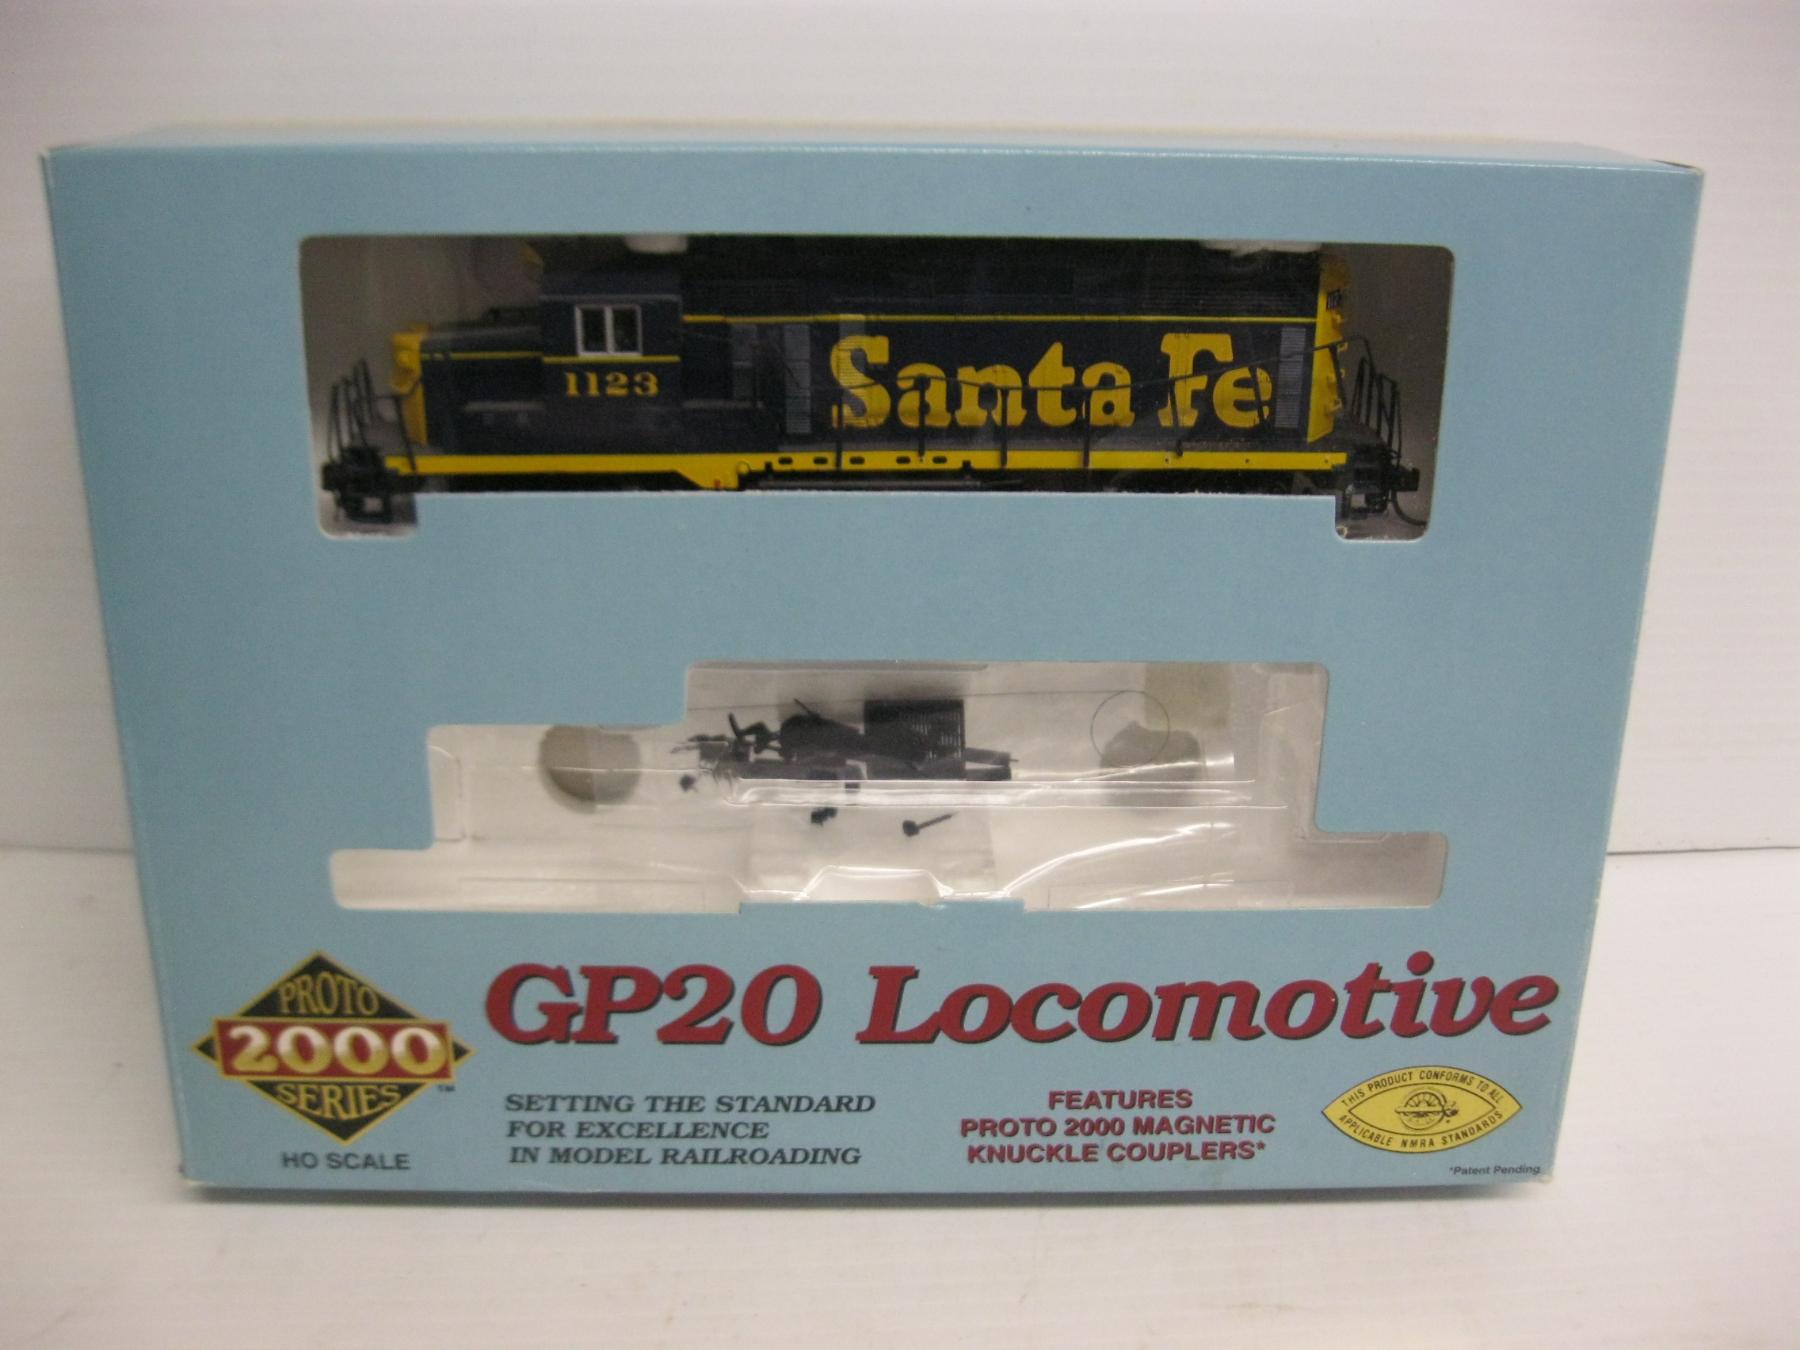 1123
Santa Fe
PROTO
2000
SERIES™
HO SCALE
GP20 Locomotive
SETTING THE STANDARD
FOR EXCELLENCE
IN MODEL RAILROADING
FEATURES
PROTO 2000 MAGNETIC
KNUCKLE COUPLERS*
THIS PRODUCT CONFORMS TO ALL
APPLICABLE NMRA STANDARDS
*Patent Pending